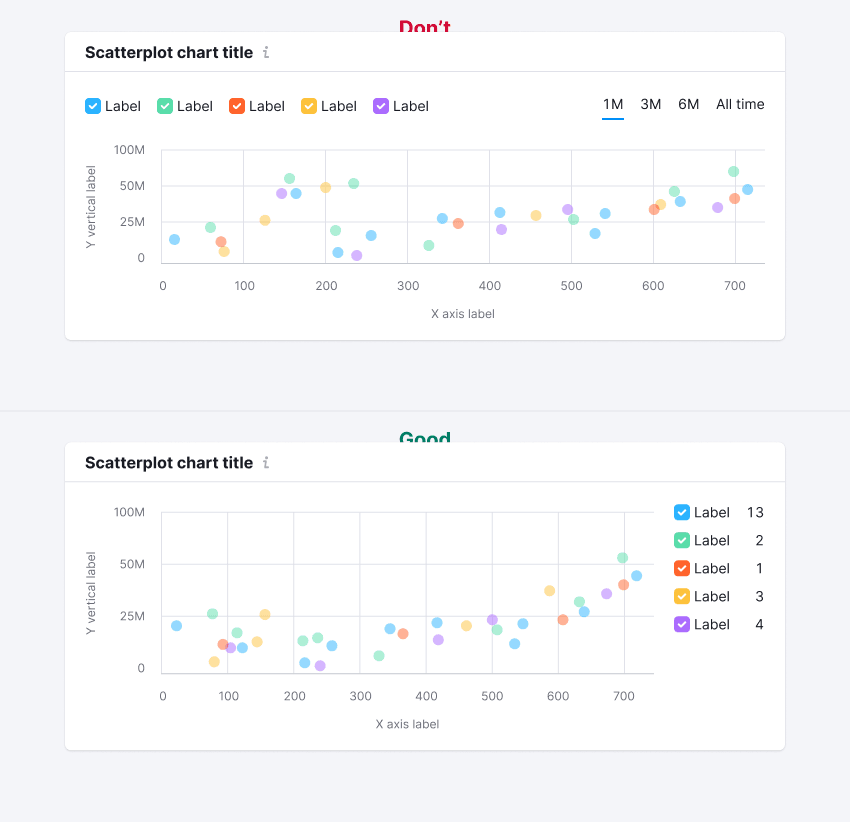 Don't
Scatterplot chart title i
Label Label Label Label Label 1M 3M 6M All time
100M
50M
25M
0
Y vertical label
0 100 200 300 400 500 600 700
X axis label
Good
Scatterplot chart title i
100M
50M
25M
0
Y vertical label
0 100 200 300 400 500 600 700
X axis label
Label 13
Label 2
Label 1
Label 3
Label 4